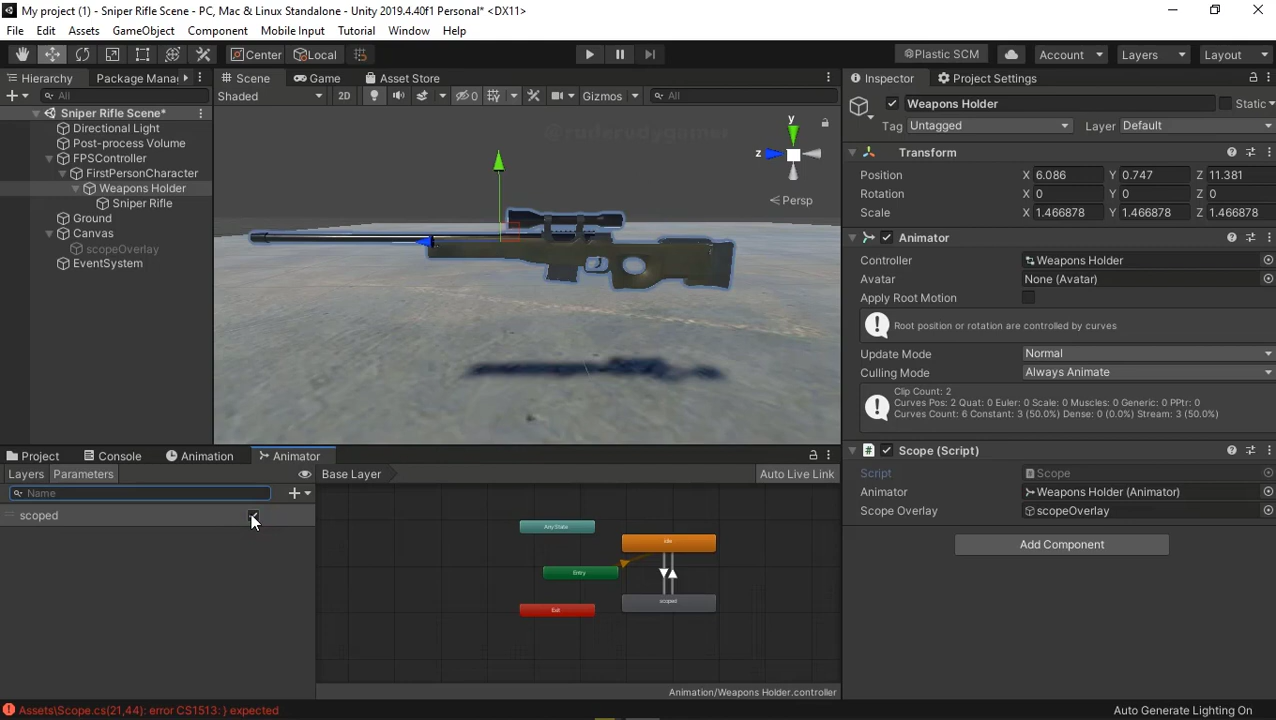 My project (1) - Sniper Rifle Scene - PC, Mac & Linux Standalone - Unity 2019.4.40f1 Personal* <DX11>
File Edit Assets GameObject Component Mobile Input Tutorial Window Help
Center Local Plastic SCM Account Layers Layout
Hierarchy Package Mana Scene Game Asset Store Inspector Project Settings
All Shaded 2D 0 Gizmos All
Weapons Holder Static
Tag Untagged Layer Default
Sniper Rifle Scene*
Directional Light
Post-process Volume
FPSController
FirstPersonCharacter
Weapons Holder
Sniper Rifle
Ground
Canvas
scopeOverlay
EventSystem
@ruderudygamer
y
z
Persp
Transform
Position X 6.086 Y 0.747 Z 11.381
Rotation X 0 Y 0 Z 0
Scale X 1.466878 Y 1.466878 Z 1.466878
Animator
Controller Weapons Holder
Avatar None (Avatar)
Apply Root Motion
Root position or rotation are controlled by curves
Update Mode Normal
Culling Mode Always Animate
Clip Count: 2
Curves Pos: 2 Quat: 0 Euler: 0 Scale: 0 Muscles: 0 Generic: 0 PPtr: 0
Curves Count: 6 Constant: 3 (50.0%) Dense: 0 (0.0%) Stream: 3 (50.0%)
Scope (Script)
Script Scope
Animator Weapons Holder (Animator)
Scope Overlay scopeOverlay
Add Component
Project Console Animation Animator
Layers Parameters Base Layer Auto Live Link
Name
scoped
Any State
idle
Entry
scoped
Exit
Animation/Weapons Holder.controller
Assets\Scope.cs(21,44): error CS1513: } expected
Auto Generate Lighting On